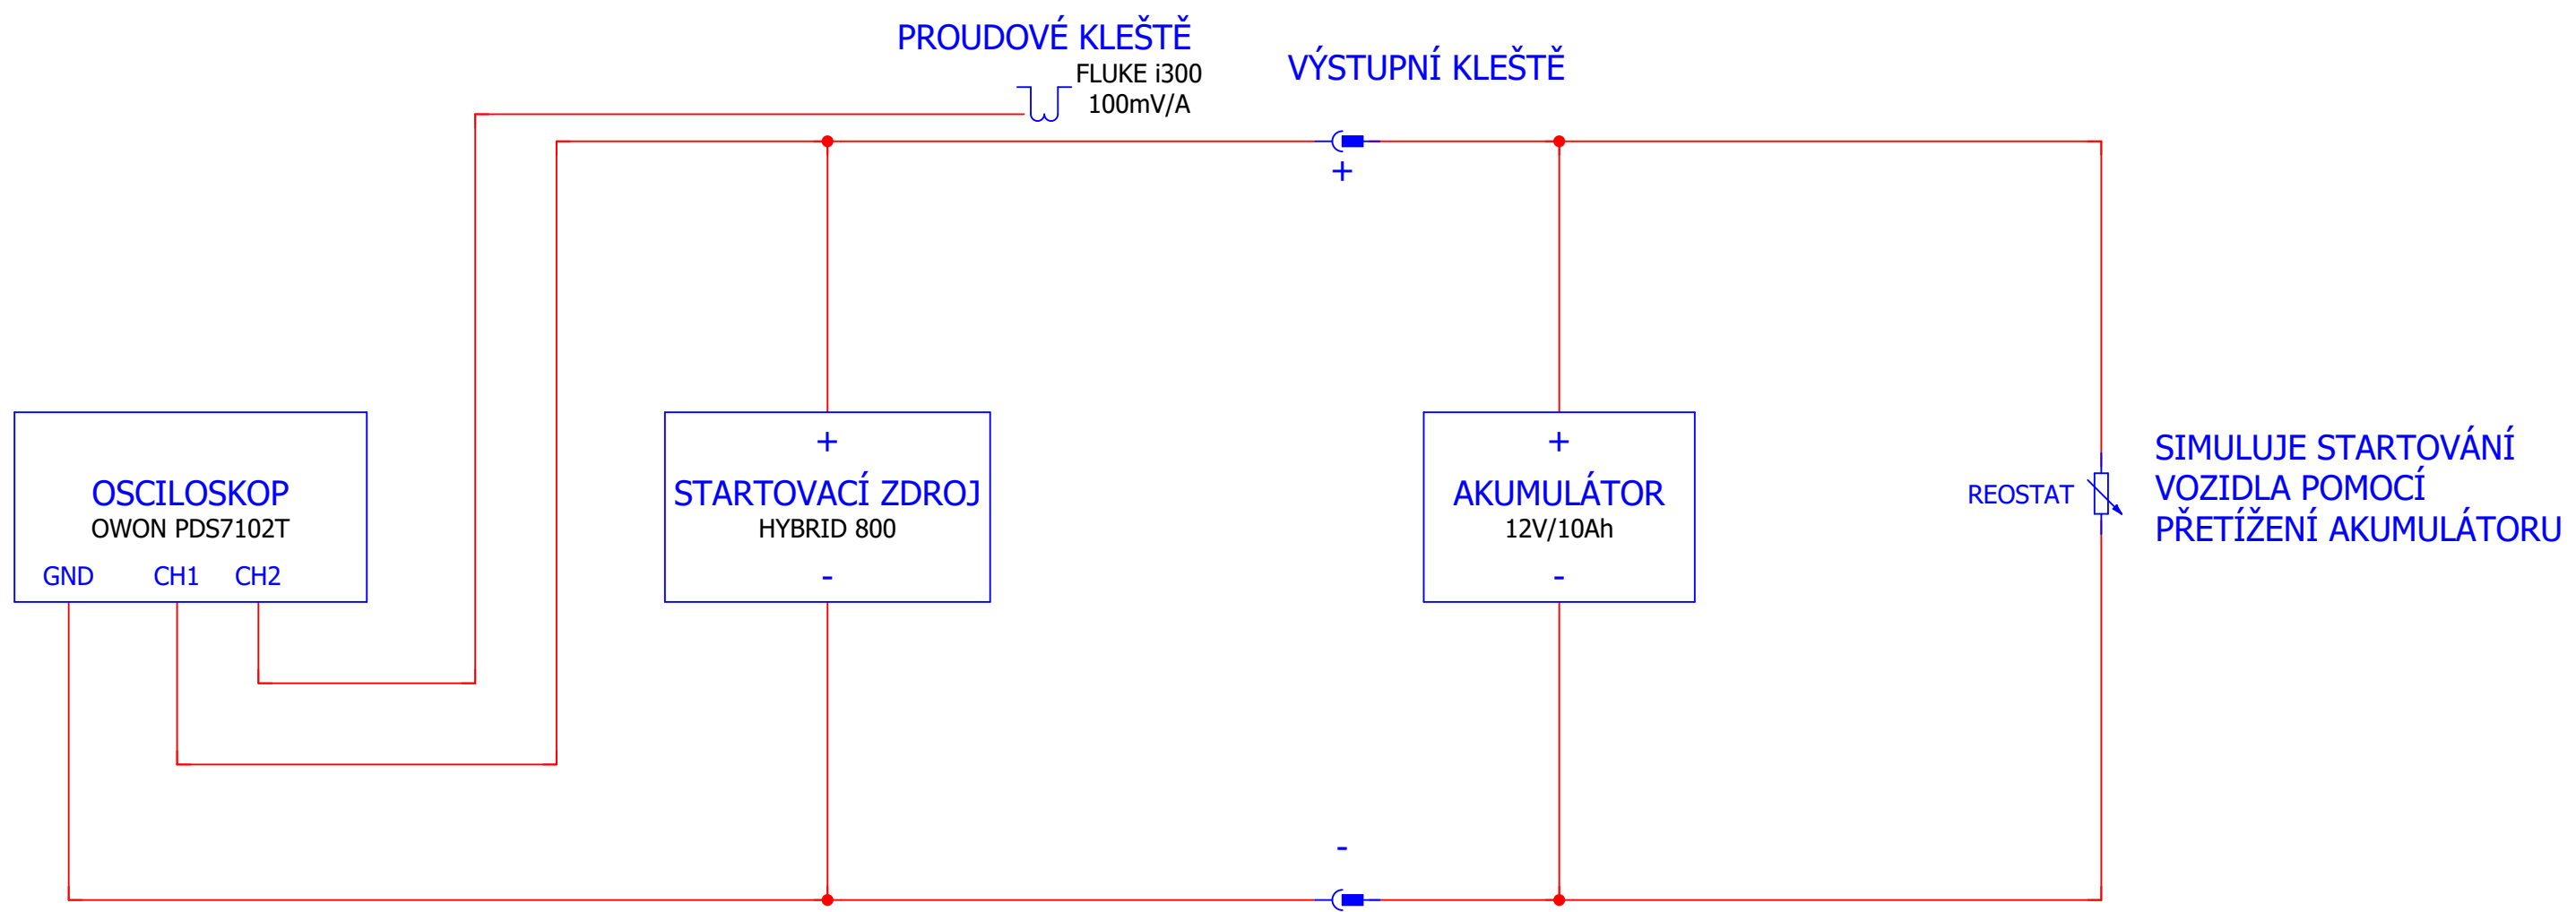 PROUDOVÉ KLEŠTĚ
FLUKE i300
100mV/A
VÝSTUPNÍ KLEŠTĚ
+
OSCILOSKOP
OWON PDS7102T
GND CH1 CH2
+
STARTOVACÍ ZDROJ
HYBRID 800
-
+
AKUMULÁTOR
12V/10Ah
-
REOSTAT
SIMULUJE STARTOVÁNÍ
VOZIDLA POMOCÍ
PŘETÍŽENÍ AKUMULÁTORU
-